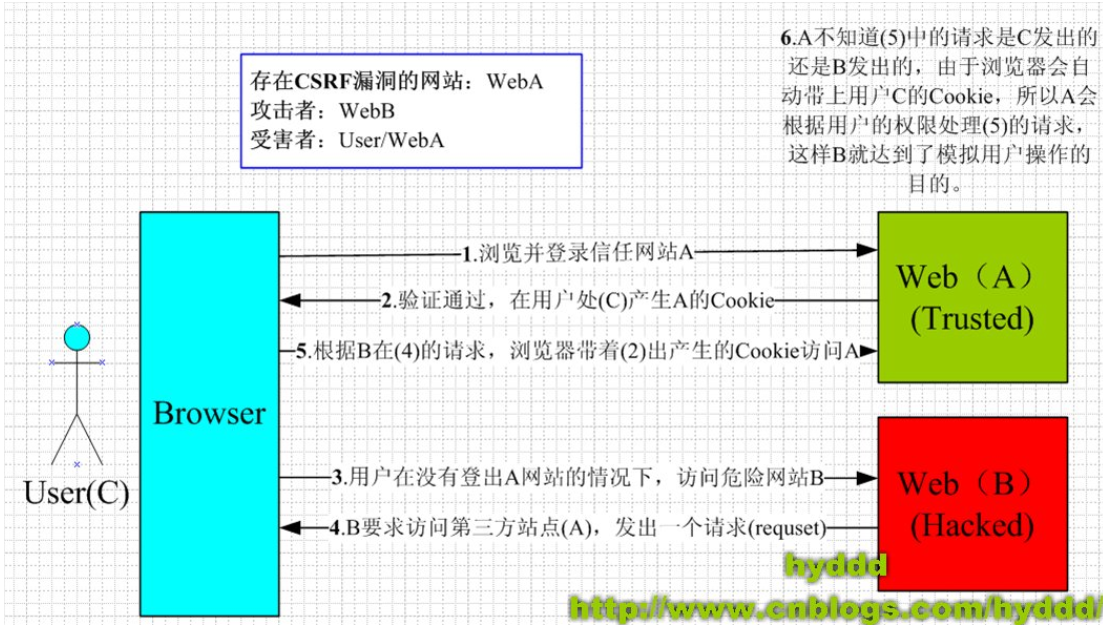 存在CSRF漏洞的网站：WebA
攻击者：WebB
受害者：User/WebA
6.A不知道(5)中的请求是C发出的
还是B发出的，由于浏览器会自
动带上用户C的Cookie，所以A会
根据用户的权限处理(5)的请求，
这样B就达到了模拟用户操作的
目的。
1.浏览并登录信任网站A
2.验证通过，在用户处(C)产生A的Cookie
5.根据B在(4)的请求，浏览器带着(2)出产生的Cookie访问A
Web（A）
(Trusted)
Browser
User(C)
3.用户在没有登出A网站的情况下，访问危险网站B
4.B要求访问第三方站点(A)，发出一个请求(requset)
Web（B）
(Hacked)
hyddd
http://www.cnblogs.com/hyddd/